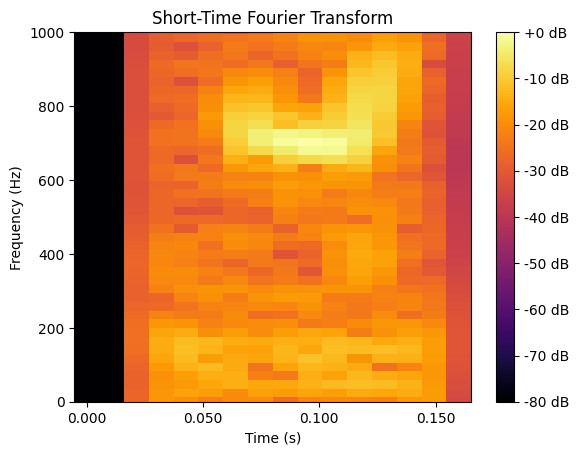 Short-Time Fourier Transform
Frequency (Hz)
1000
800
600
400
200
0
0.000
0.050
0.100
0.150
Time (s)
+0 dB
-10 dB
-20 dB
-30 dB
-40 dB
-50 dB
-60 dB
-70 dB
-80 dB